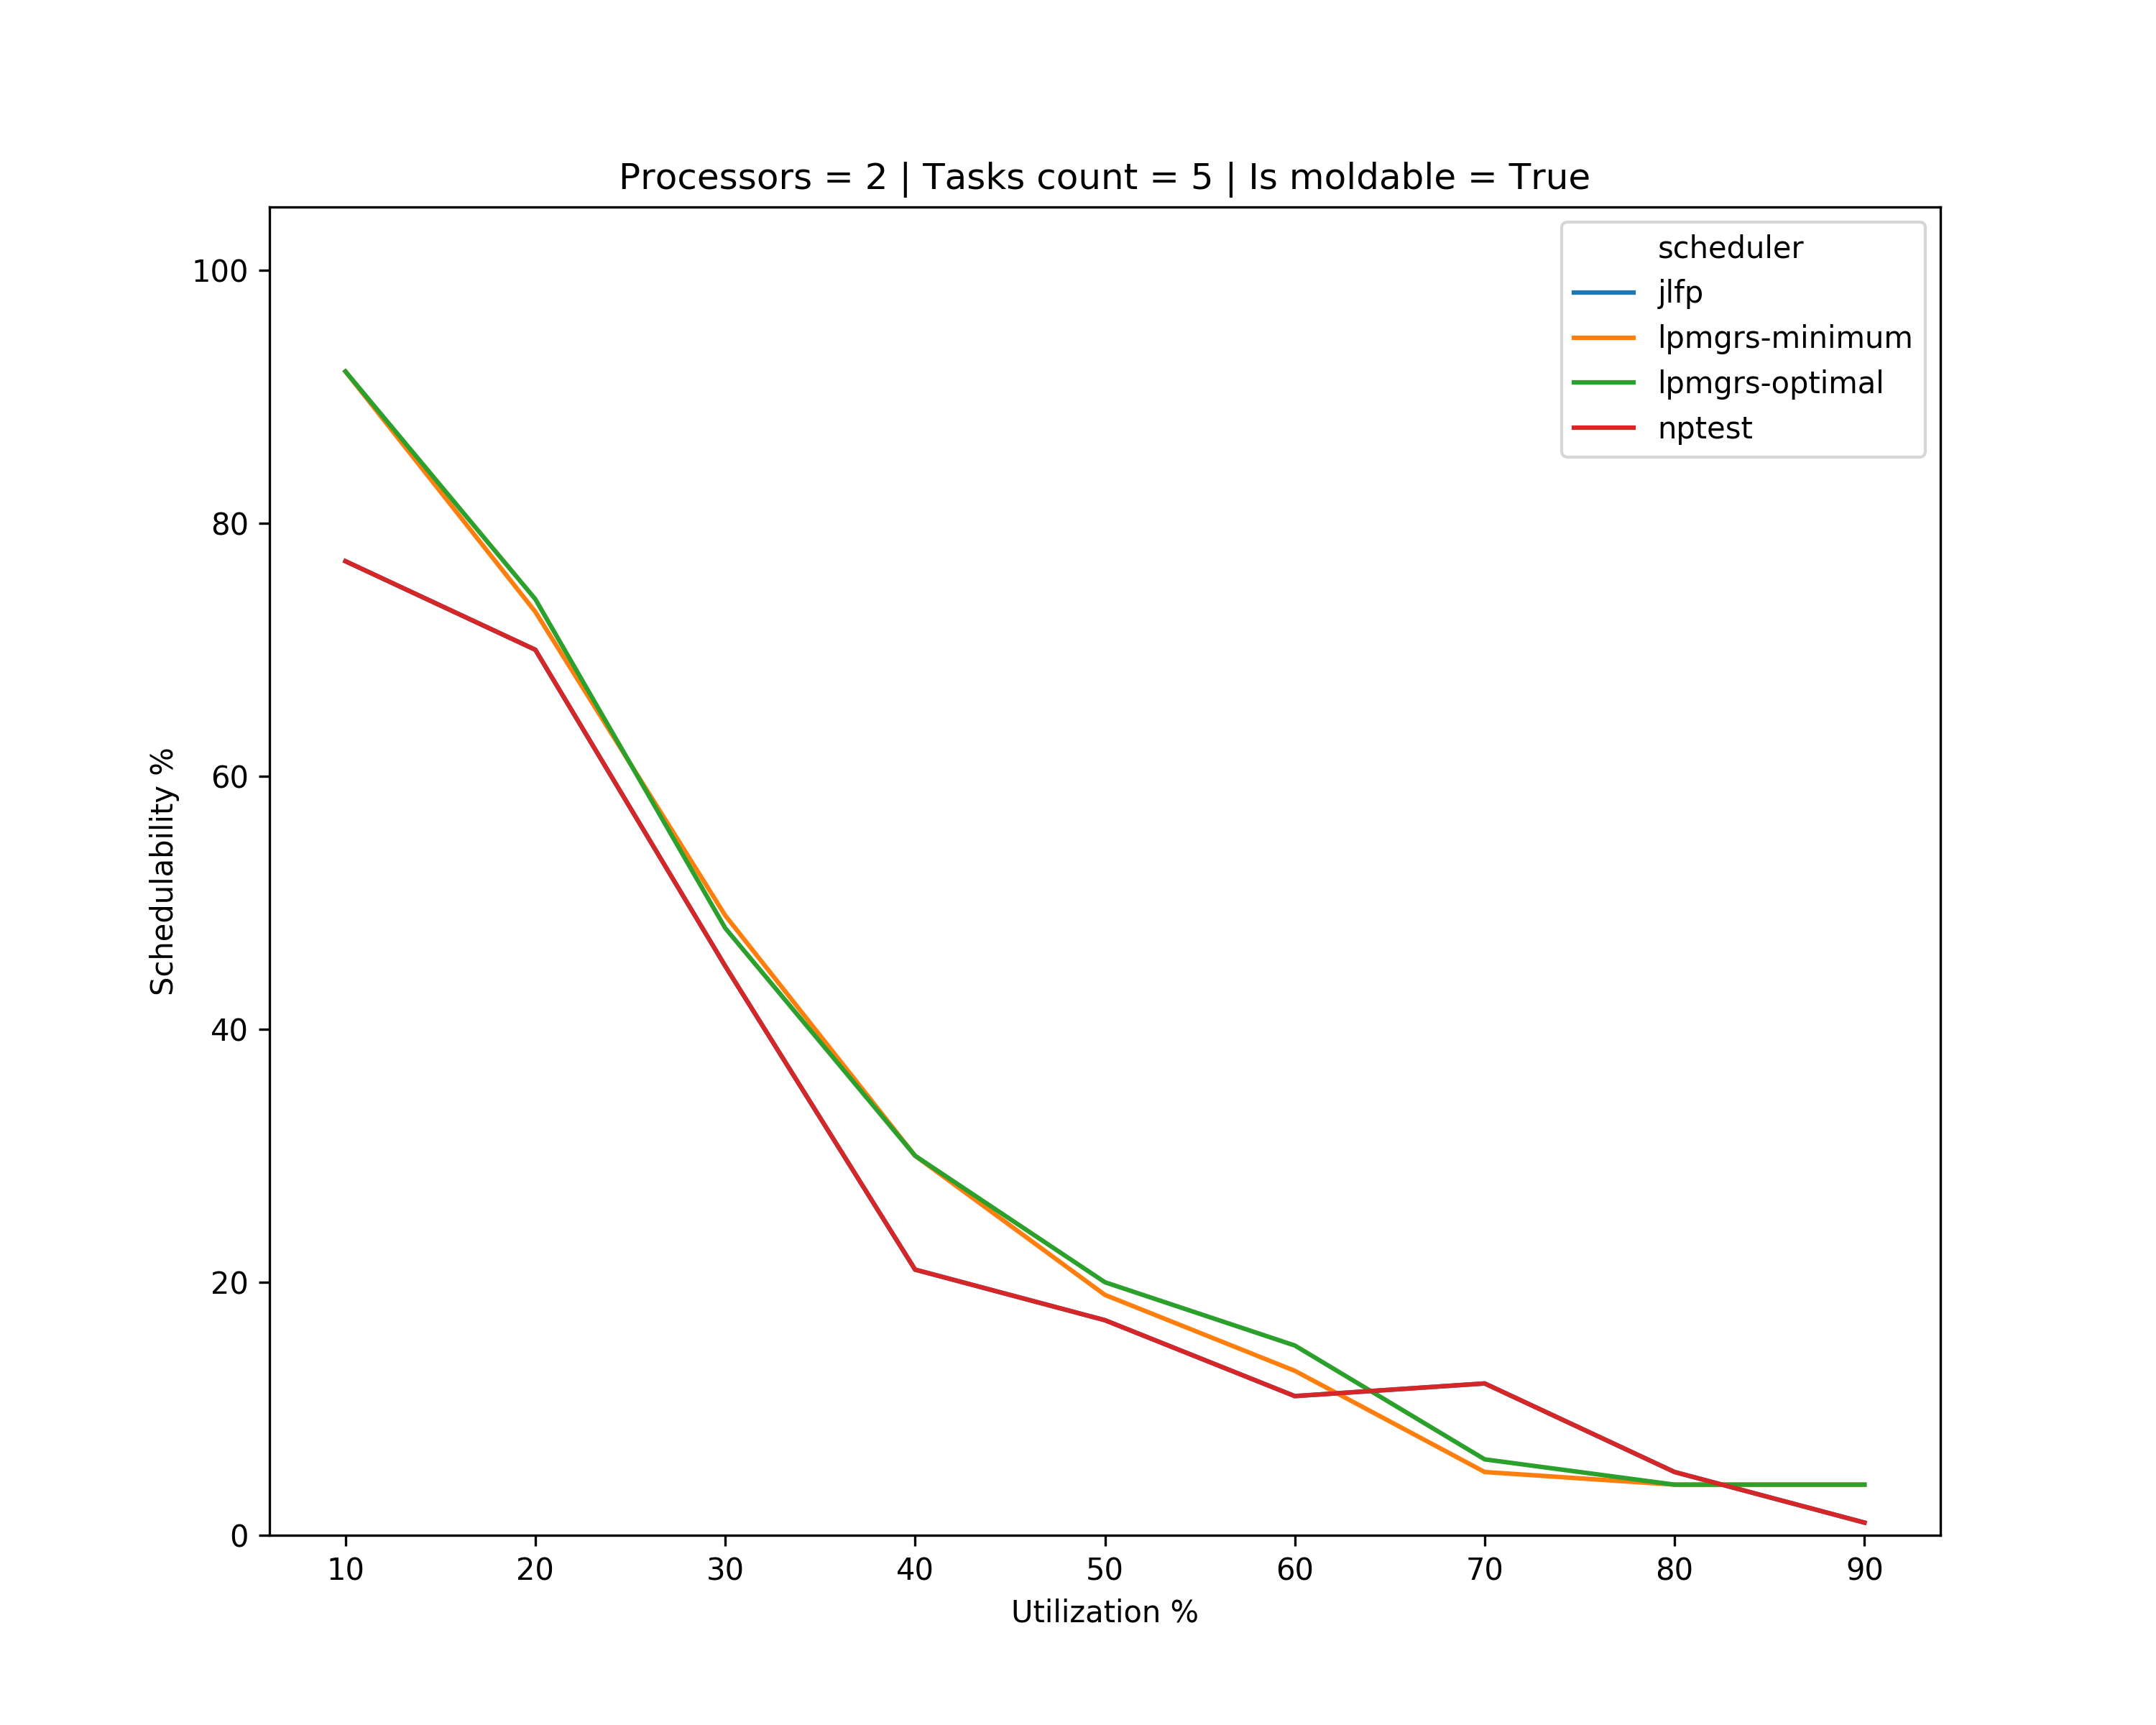 Processors = 2 | Tasks count = 5 | Is moldable = True
scheduler
jlfp
lpmgrs-minimum
lpmgrs-optimal
nptest
Schedulability %
100
80
60
40
20
0
10 20 30 40 50 60 70 80 90
Utilization %